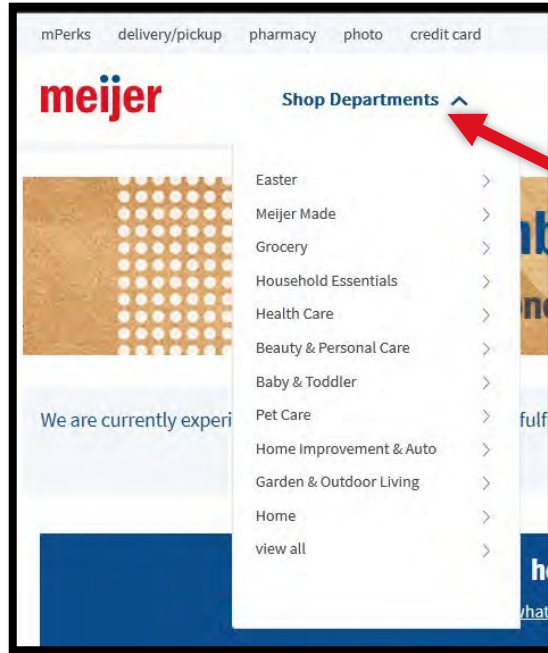 mPerks delivery/pickup pharmacy photo credit card
meijer
Shop Departments
Easter
Meijer Made
Grocery
Household Essentials
Health Care
Beauty & Personal Care
Baby & Toddler
We are currently experi
Pet Care
fulf
Home Improvement & Auto
Garden & Outdoor Living
Home
view all